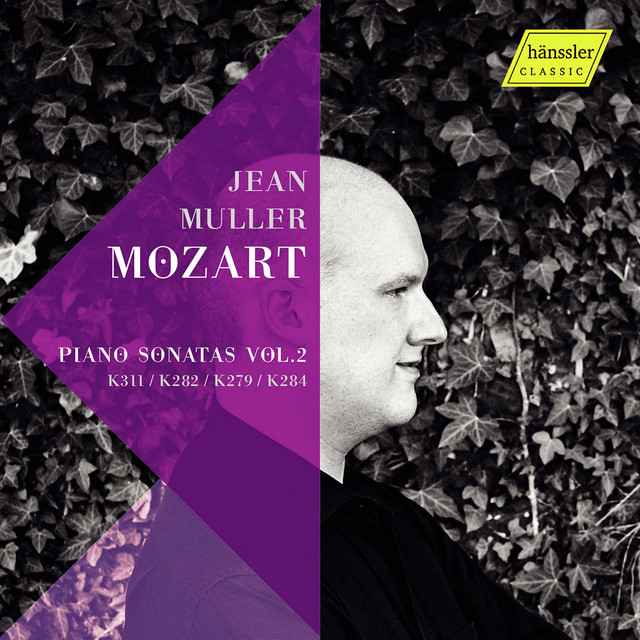 hänssler
CLASSIC
JEAN
MULLER
MOZART
PIANO SONATAS VOL.2
K311 / K282 / K279 / K284